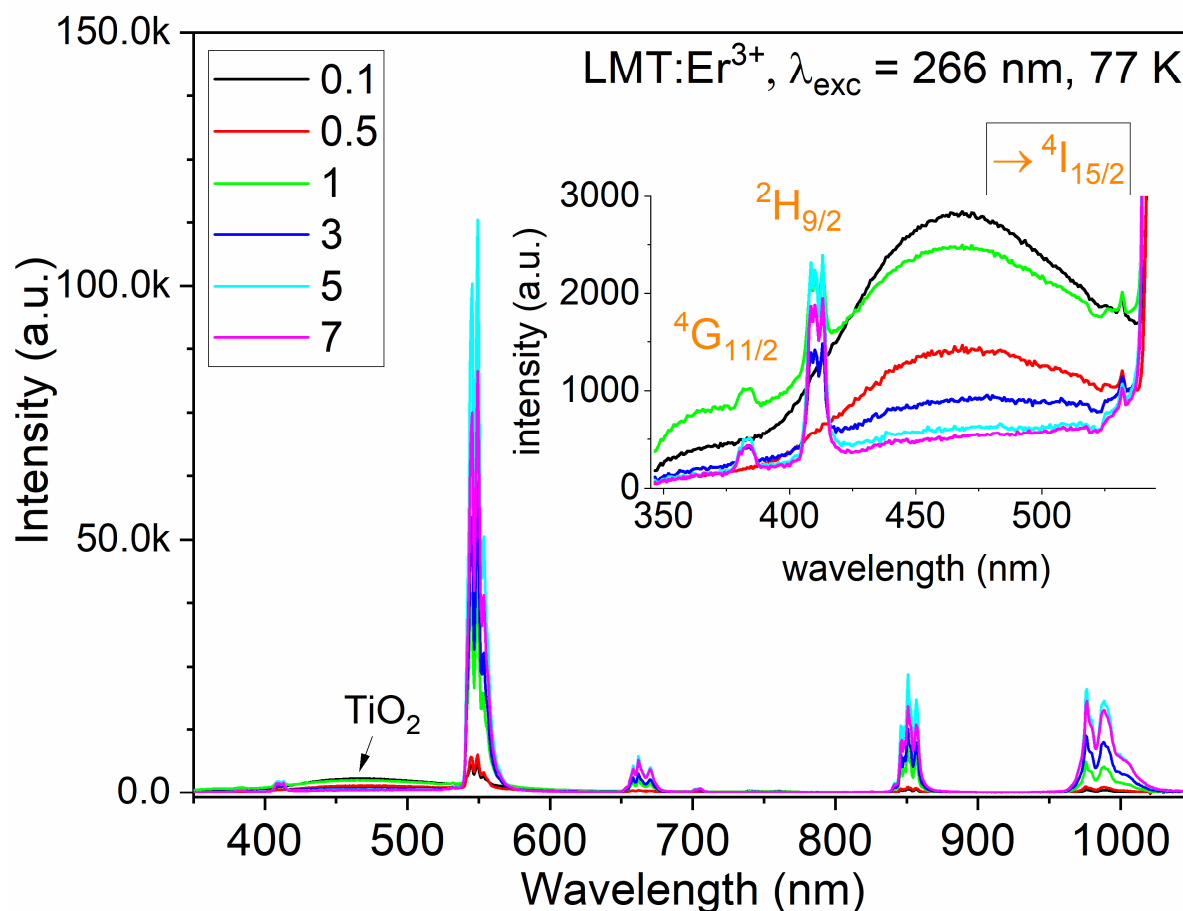 150.0k
100.0k
50.0k
0.0
Intensity (a.u.)
0.1
0.5
1
3
5
7
LMT:Er³⁺, λexc = 266 nm, 77 K
→ ⁴I₁₅/₂
²H₉/₂
⁴G₁₁/₂
3000
2000
1000
0
intensity (a.u.)
350 400 450 500
wavelength (nm)
TiO₂
400 500 600 700 800 900 1000
Wavelength (nm)